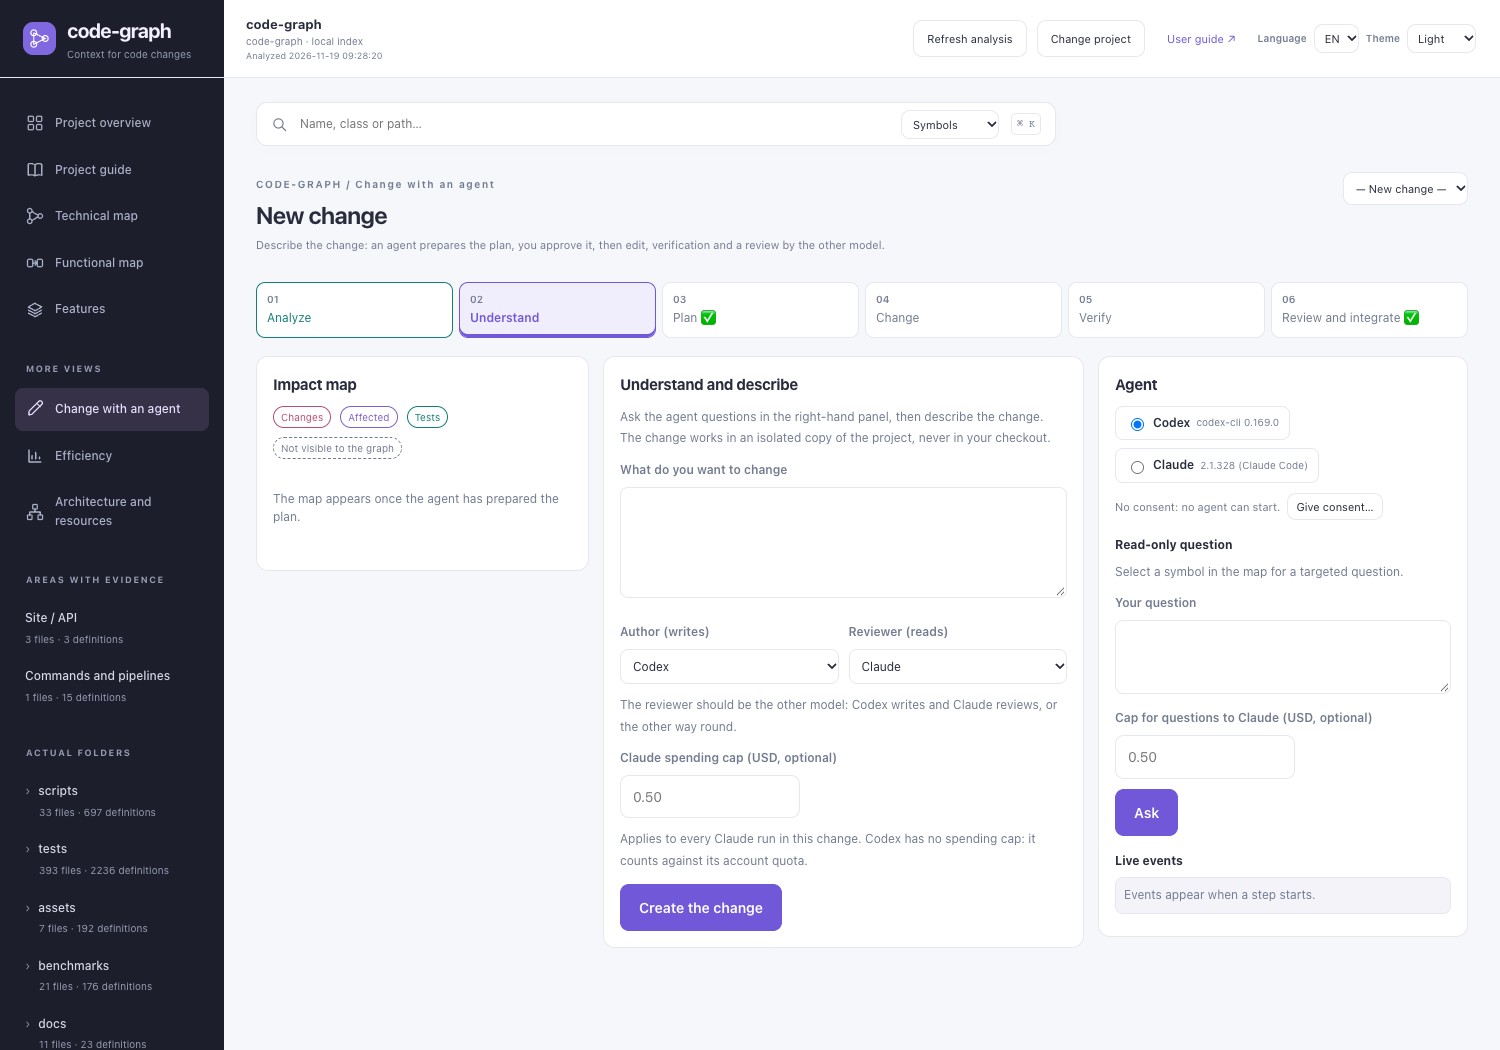 code-graph
Context for code changes
Project overview
Project guide
Technical map
Functional map
Features
MORE VIEWS
Change with an agent
Efficiency
Architecture and
resources
AREAS WITH EVIDENCE
Site / API
3 files · 3 definitions
Commands and pipelines
1 files · 15 definitions
ACTUAL FOLDERS
› scripts
33 files · 697 definitions
› tests
393 files · 2236 definitions
› assets
7 files · 192 definitions
› benchmarks
21 files · 176 definitions
› docs
11 files · 23 definitions
code-graph
code-graph · local index
Analyzed 2026-11-19 09:28:20
Refresh analysis
Change project
User guide ↗
Language
EN
Theme
Light
Name, class or path...
Symbols
⌘ K
CODE-GRAPH / Change with an agent
New change
Describe the change: an agent prepares the plan, you approve it, then edit, verification and a review by the other model.
— New change —
01
Analyze
02
Understand
03
Plan ✅
04
Change
05
Verify
06
Review and integrate ✅
Impact map
Changes
Affected
Tests
Not visible to the graph
The map appears once the agent has prepared the
plan.
Understand and describe
Ask the agent questions in the right-hand panel, then describe the change.
The change works in an isolated copy of the project, never in your checkout.
What do you want to change
Author (writes)
Reviewer (reads)
Codex
Claude
The reviewer should be the other model: Codex writes and Claude reviews, or
the other way round.
Claude spending cap (USD, optional)
0.50
Applies to every Claude run in this change. Codex has no spending cap: it
counts against its account quota.
Create the change
Agent
Codex codex-cli 0.169.0
Claude 2.1.328 (Claude Code)
No consent: no agent can start.
Give consent...
Read-only question
Select a symbol in the map for a targeted question.
Your question
Cap for questions to Claude (USD, optional)
0.50
Ask
Live events
Events appear when a step starts.